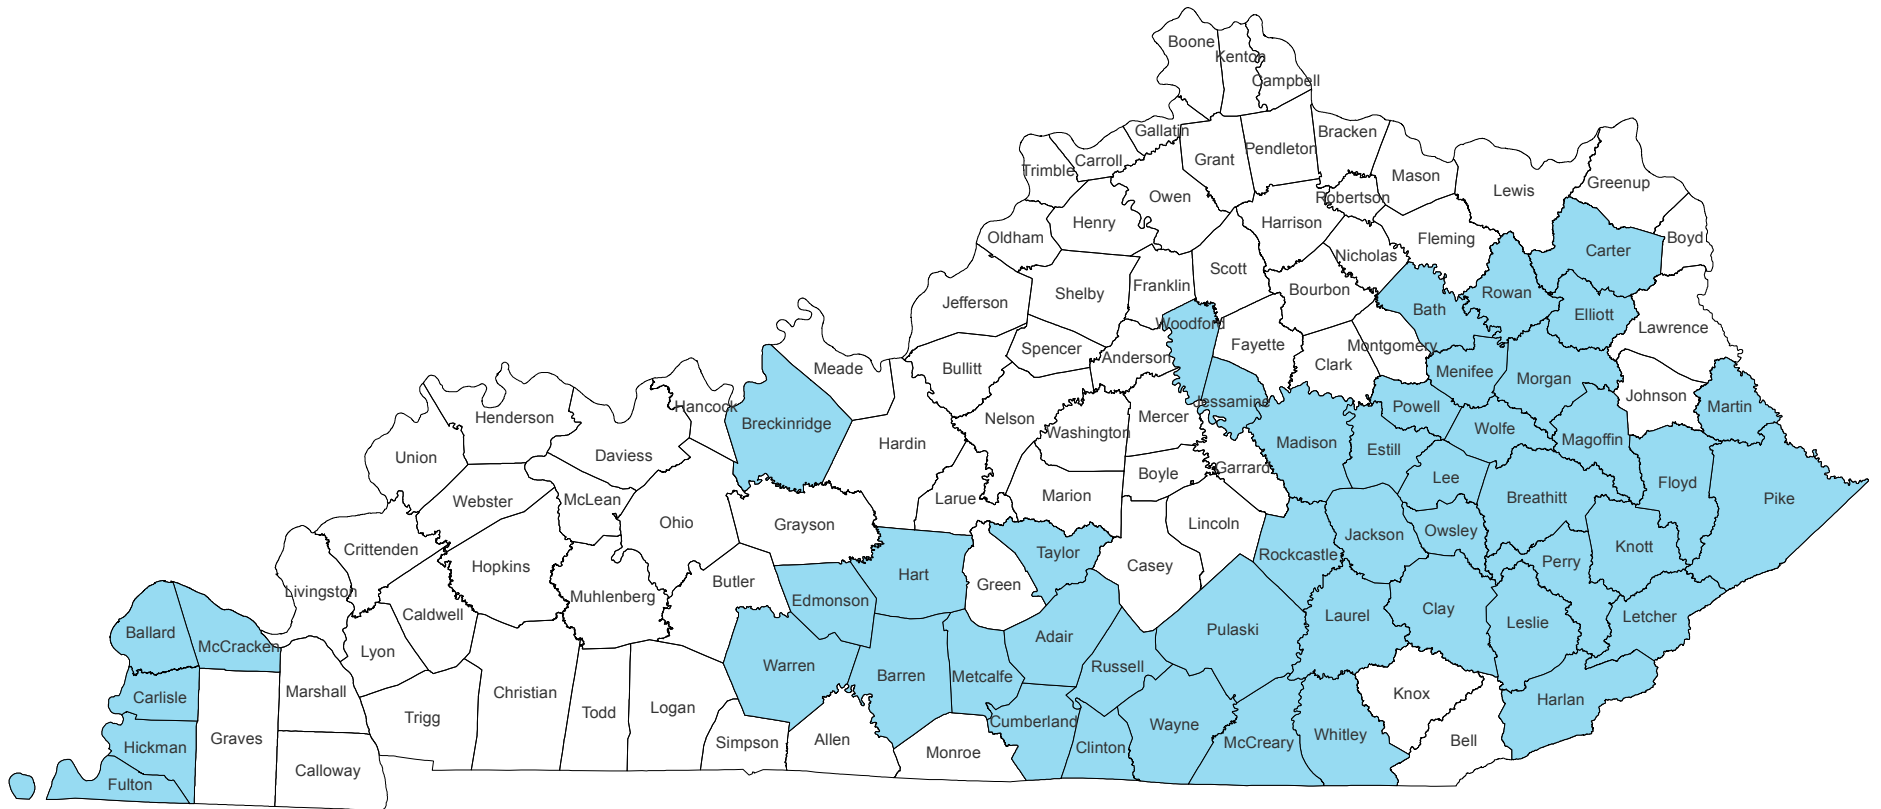 Boone
Kenton
Campbell
Gallatin
Bracken
Carroll
Grant
Pendleton
Trimble
Mason
Greenup
Lewis
Owen
Robertson
Henry
Harrison
Oldham
Fleming
Boyd
Carter
Nicholas
Scott
Franklin
Bourbon
Shelby
Rowan
Jefferson
Bath
Elliott
Woodford
Lawrence
Fayette
Montgomery
Spencer
Anderson
Clark
Meade
Bullitt
Menifee
Morgan
Johnson
Hancock
Jessamine
Powell
Martin
Henderson
Nelson
Mercer
Breckinridge
Washington
Wolfe
Magoffin
Hardin
Madison
Estill
Union
Daviess
Garrard
Boyle
Lee
Floyd
Webster
McLean
Larue
Marion
Breathitt
Pike
Ohio
Grayson
Lincoln
Jackson
Owsley
Crittenden
Taylor
Rockcastle
Knott
Hopkins
Casey
Perry
Hart
Butler
Green
Livingston
Muhlenberg
Edmonson
Caldwell
Clay
Laurel
Letcher
Leslie
Ballard
Pulaski
Adair
McCracken
Lyon
Warren
Russell
Barren
Metcalfe
Marshall
Christian
Knox
Carlisle
Harlan
Logan
Todd
Trigg
Cumberland
Wayne
Whitley
Graves
Allen
Bell
Simpson
McCreary
Hickman
Clinton
Monroe
Calloway
Fulton